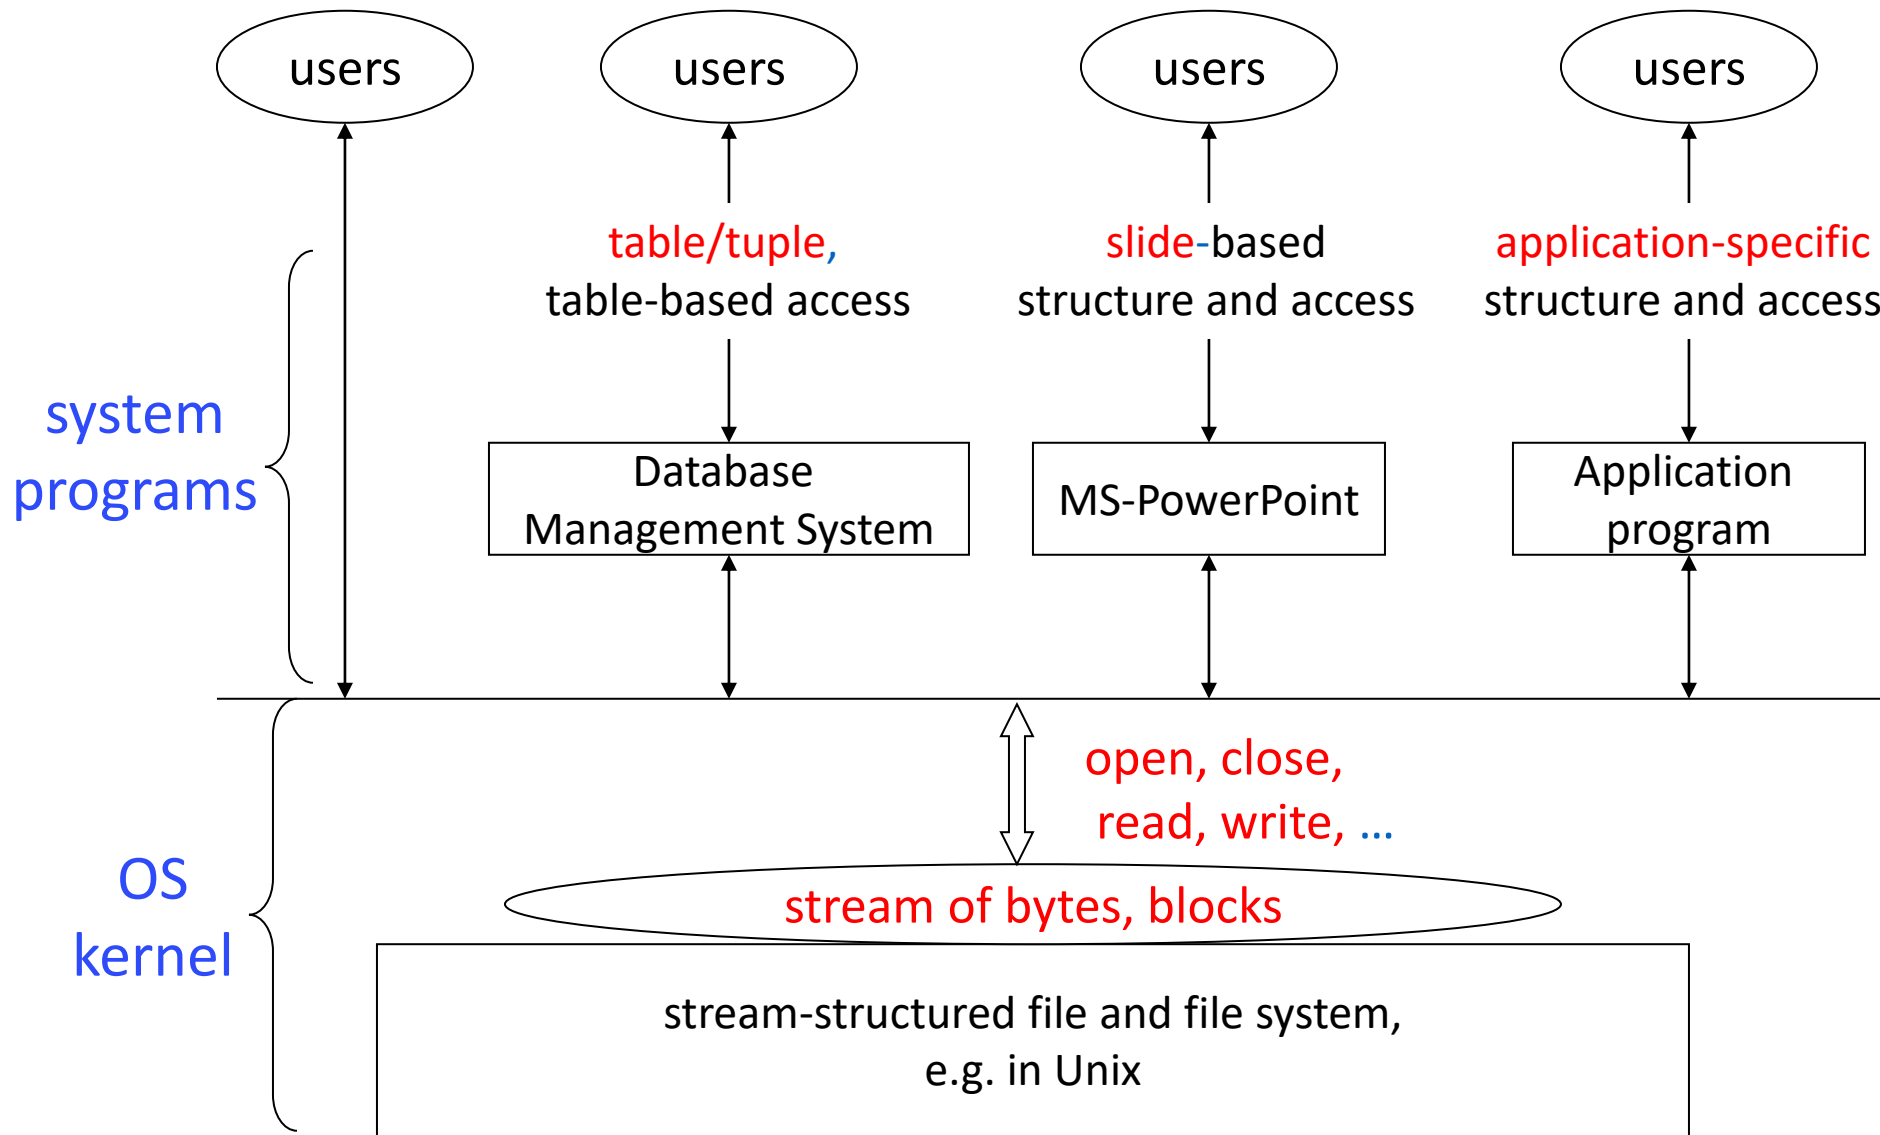 users
users
users
users
table/tuple,
table-based access
slide-based
structure and access
application-specific
structure and access
system
programs
Database
Management System
MS-PowerPoint
Application
program
open, close,
read, write, ...
OS
kernel
stream of bytes, blocks
stream-structured file and file system,
e.g. in Unix